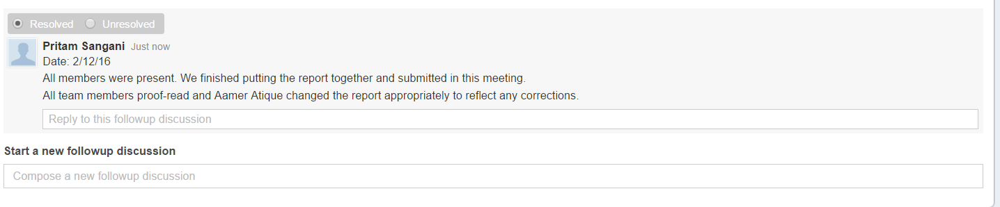 Resolved Unresolved
Pritam Sangani Just now
Date: 2/12/16
All members were present. We finished putting the report together and submitted in this meeting.
All team members proof-read and Aamer Atique changed the report appropriately to reflect any corrections.
Reply to this followup discussion
Start a new followup discussion
Compose a new followup discussion